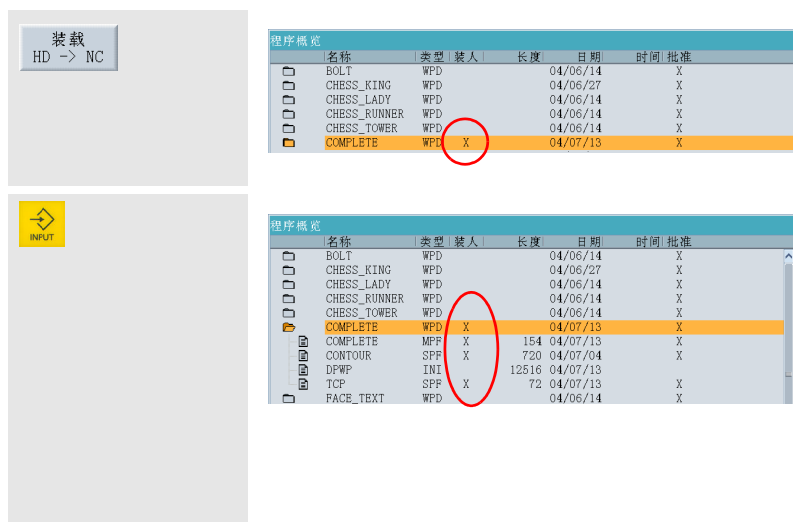 装载
HD -> NC
程序概览
名称 类型 装人 长度 日期 时间 批准
BOLT WPD 04/06/14 X
CHESS_KING WPD 04/06/27 X
CHESS_LADY WPD 04/06/14 X
CHESS_RUNNER WPD 04/06/14 X
CHESS_TOWER WPD 04/06/14 X
COMPLETE WPD X 04/07/13 X
INPUT
程序概览
名称 类型 装人 长度 日期 时间 批准
BOLT WPD 04/06/14 X
CHESS_KING WPD 04/06/27 X
CHESS_LADY WPD 04/06/14 X
CHESS_RUNNER WPD 04/06/14 X
CHESS_TOWER WPD 04/06/14 X
COMPLETE WPD X 04/07/13 X
COMPLETE MPF X 154 04/07/13 X
CONTOUR SPF X 720 04/07/04 X
DPWP INI 12516 04/07/13
TCP SPF X 72 04/07/13 X
FACE_TEXT WPD 04/06/14 X